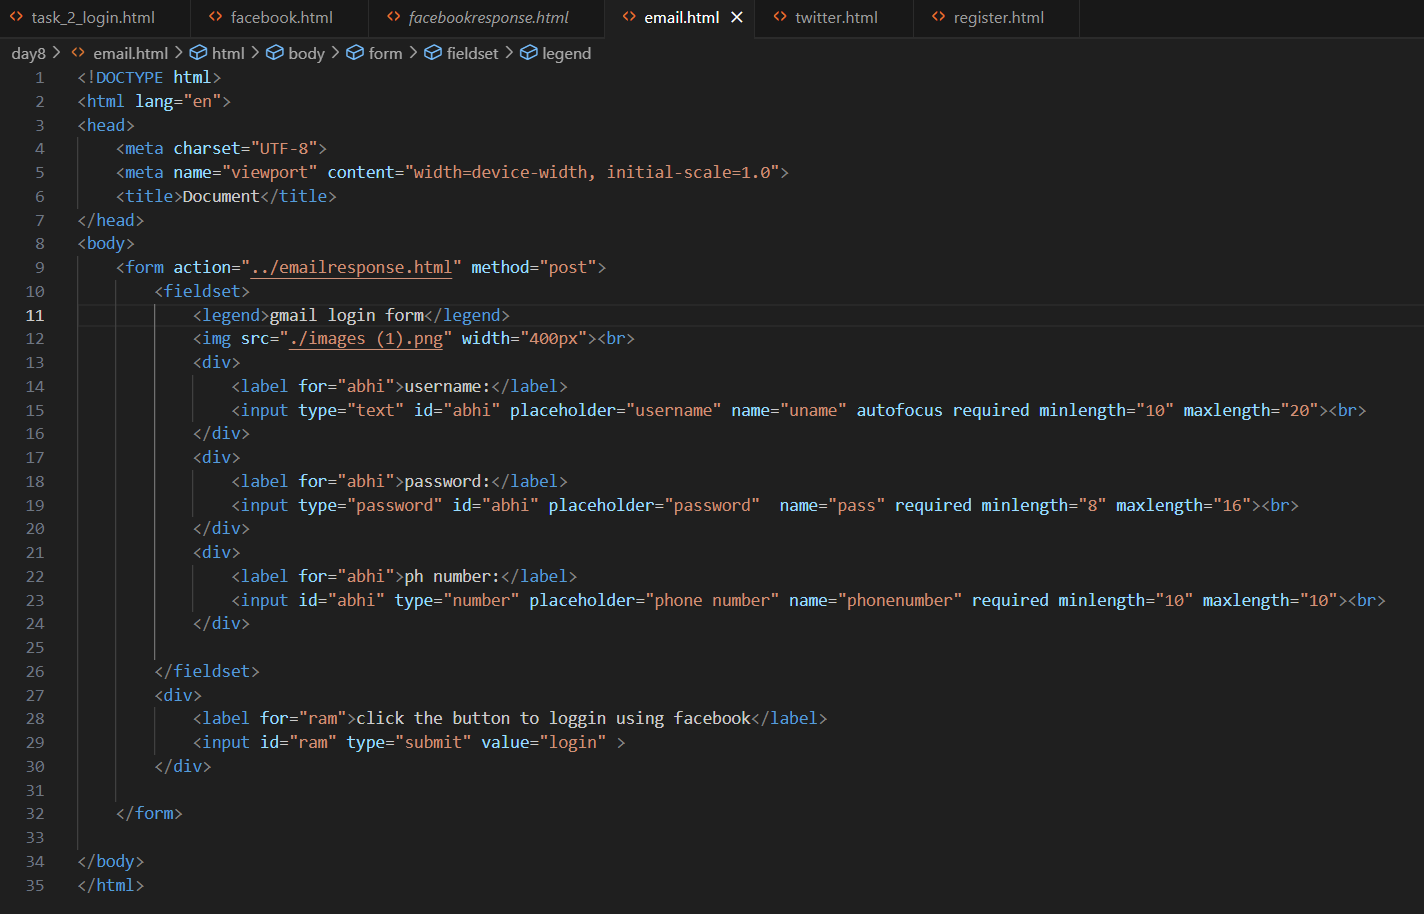 task_2_login.html facebook.html facebookresponse.html email.html twitter.html register.html
day8 > email.html > html > body > form > fieldset > legend
1 <!DOCTYPE html>
2 <html lang="en">
3 <head>
4 <meta charset="UTF-8">
5 <meta name="viewport" content="width=device-width, initial-scale=1.0">
6 <title>Document</title>
7 </head>
8 <body>
9 <form action="../emailresponse.html" method="post">
10 <fieldset>
11 <legend>gmail login form</legend>
12 <img src="./images (1).png" width="400px"><br>
13 <div>
14 <label for="abhi">username:</label>
15 <input type="text" id="abhi" placeholder="username" name="uname" autofocus required minlength="10" maxlength="20"><br>
16 </div>
17 <div>
18 <label for="abhi">password:</label>
19 <input type="password" id="abhi" placeholder="password"  name="pass" required minlength="8" maxlength="16"><br>
20 </div>
21 <div>
22 <label for="abhi">ph number:</label>
23 <input id="abhi" type="number" placeholder="phone number" name="phonenumber" required minlength="10" maxlength="10"><br>
24 </div>
25
26 </fieldset>
27 <div>
28 <label for="ram">click the button to loggin using facebook</label>
29 <input id="ram" type="submit" value="login" >
30 </div>
31
32 </form>
33
34 </body>
35 </html>